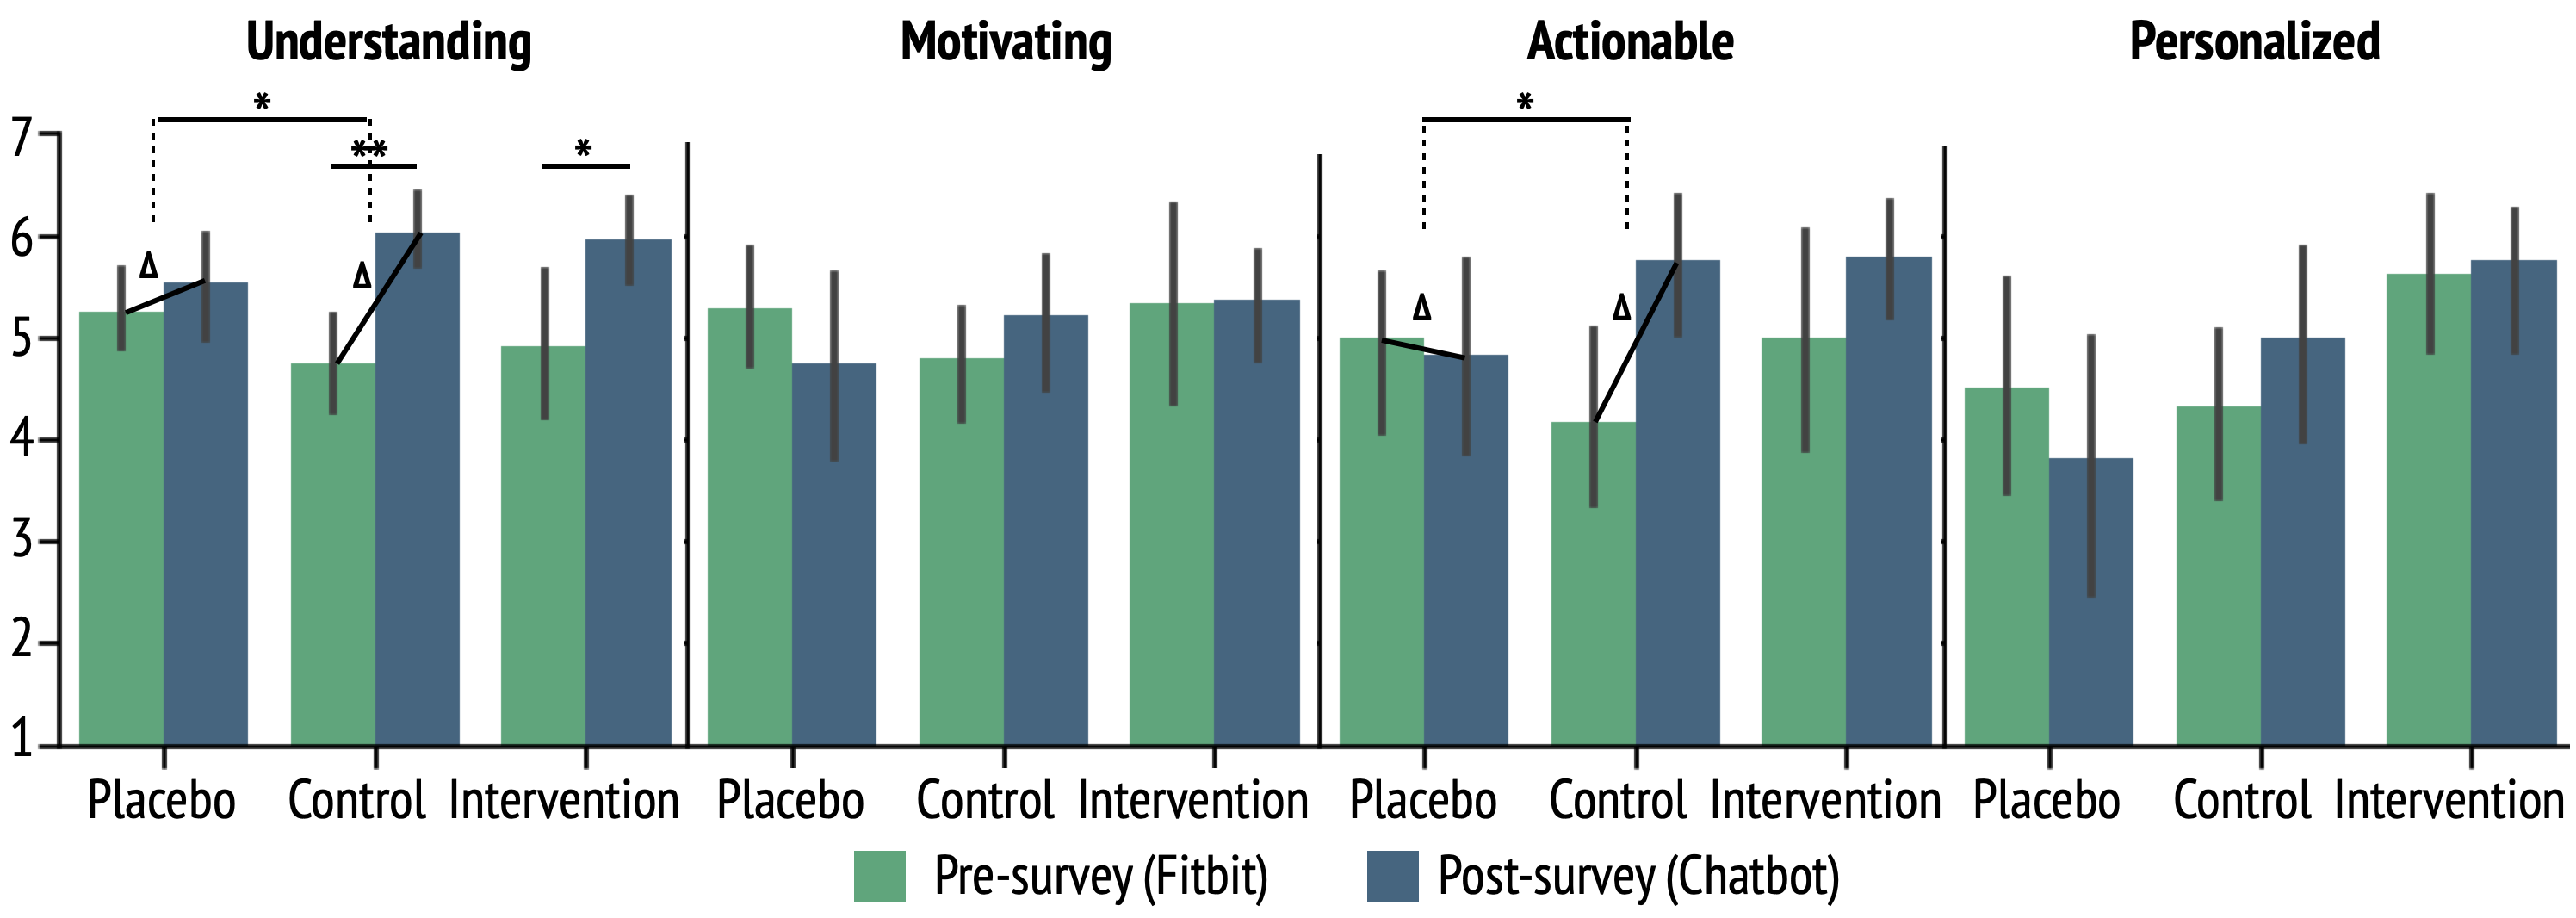 Understanding Motivating Actionable Personalized
* *
7
** *
Δ Δ Δ Δ
6
5
4
3
2
1
Placebo Control Intervention Placebo Control Intervention Placebo Control Intervention Placebo Control Intervention
Pre-survey (Fitbit) Post-survey (Chatbot)